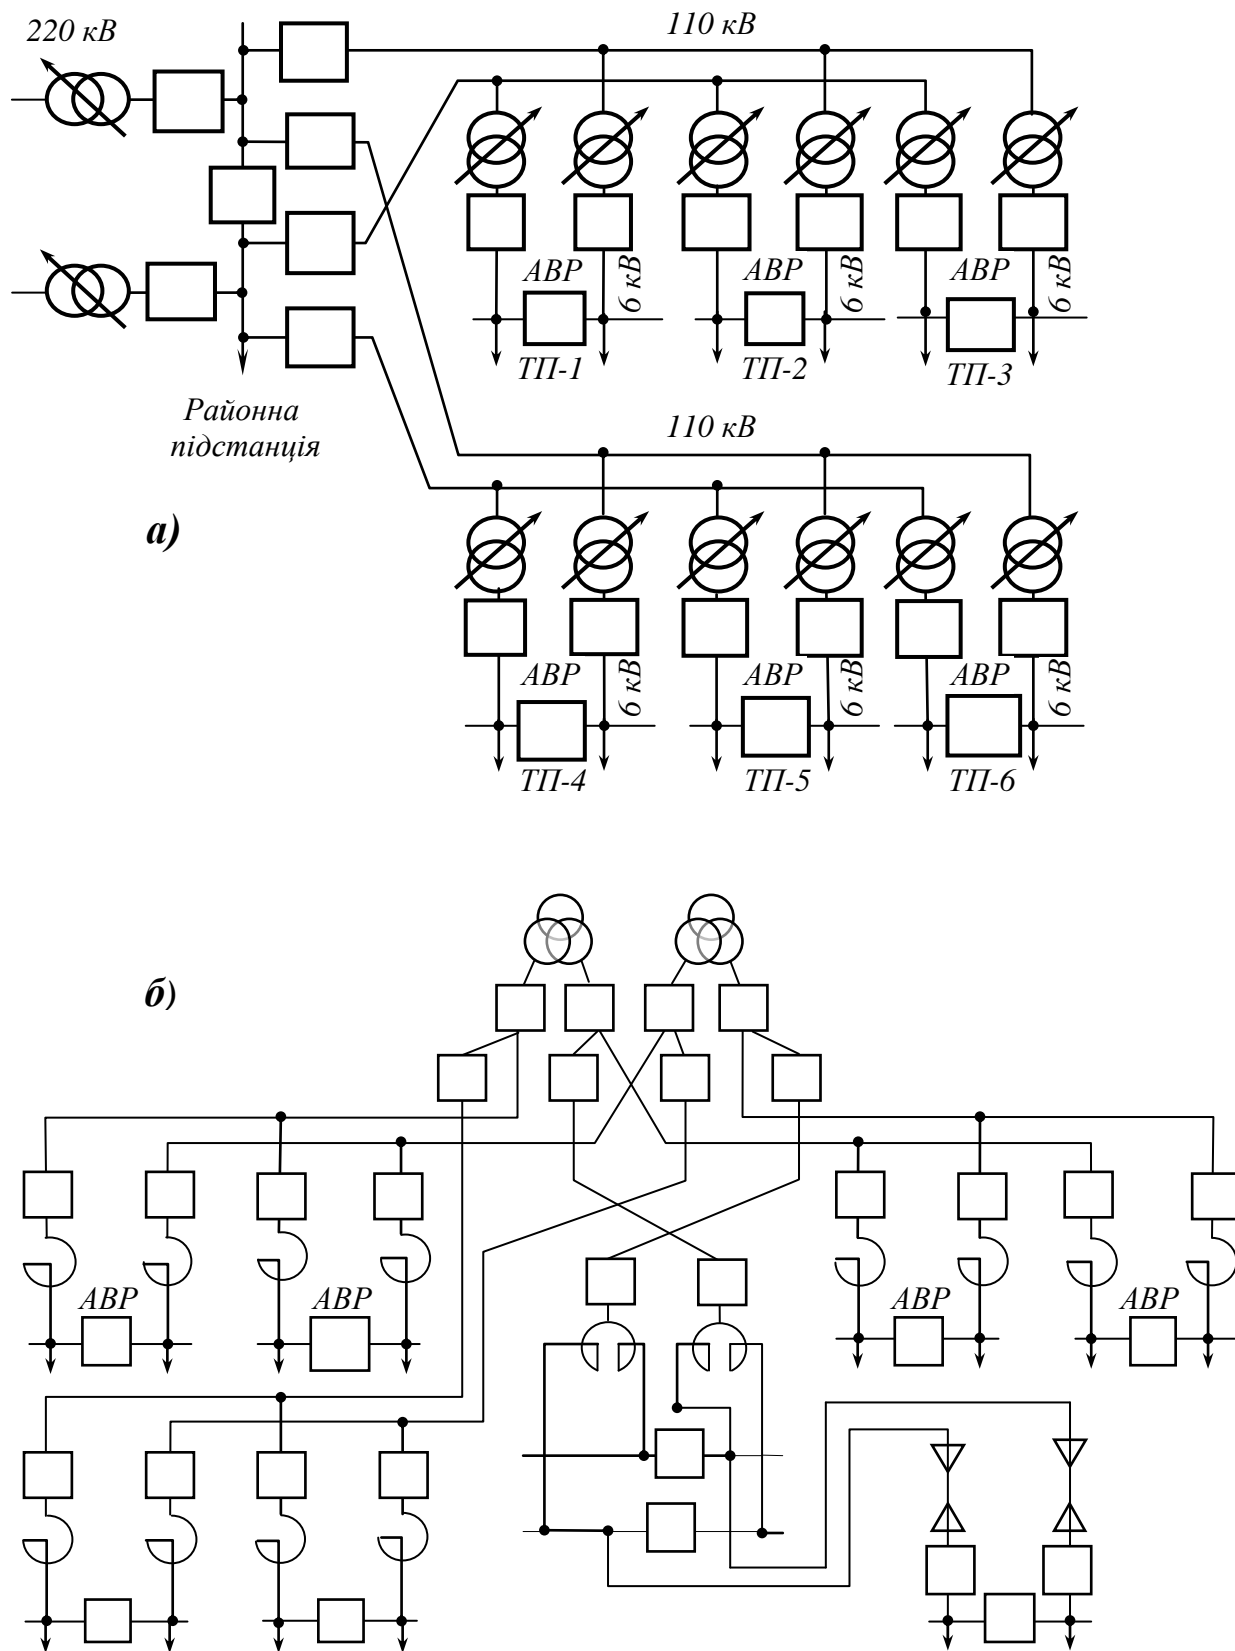 220 кВ
110 кВ
АВР
6 кВ
АВР
6 кВ
АВР
6 кВ
ТП-1
ТП-2
ТП-3
Районна
підстанція
110 кВ
а)
АВР
6 кВ
АВР
6 кВ
АВР
6 кВ
ТП-4
ТП-5
ТП-6
б)
АВР
АВР
АВР
АВР